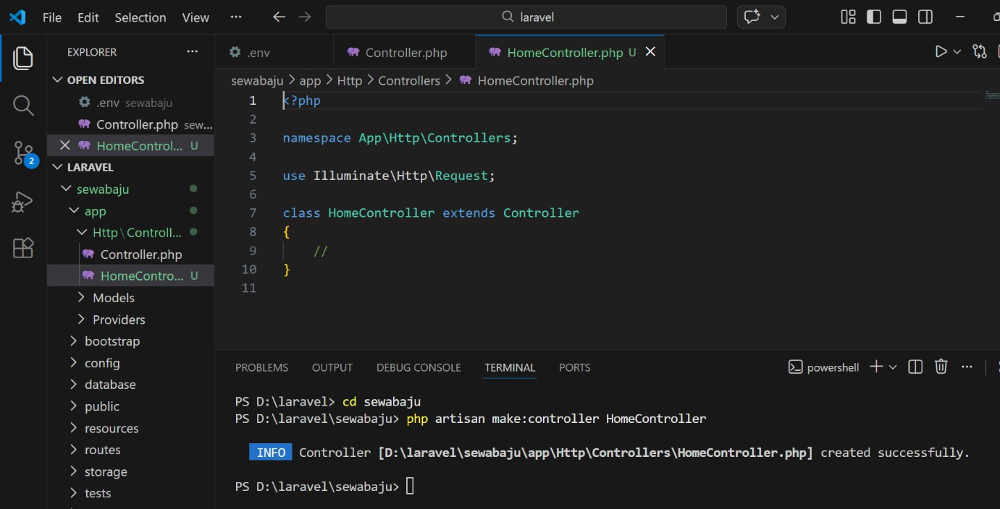 File Edit Selection View ··· laravel
EXPLORER ···
OPEN EDITORS
.env sewabaju
Controller.php sew...
HomeControl... U
2
LARAVEL
sewabaju
app
Http\Controll...
Controller.php
HomeContro... U
Models
Providers
bootstrap
config
database
public
resources
routes
storage
tests
.env Controller.php HomeController.php U
sewabaju > app > Http > Controllers > HomeController.php
1 <?php
2
3 namespace App\Http\Controllers;
4
5 use Illuminate\Http\Request;
6
7 class HomeController extends Controller
8 {
9 //
10 }
11
PROBLEMS OUTPUT DEBUG CONSOLE TERMINAL PORTS powershell ···
PS D:\laravel> cd sewabaju
PS D:\laravel\sewabaju> php artisan make:controller HomeController
INFO Controller [D:\laravel\sewabaju\app\Http\Controllers\HomeController.php] created successfully.
PS D:\laravel\sewabaju>